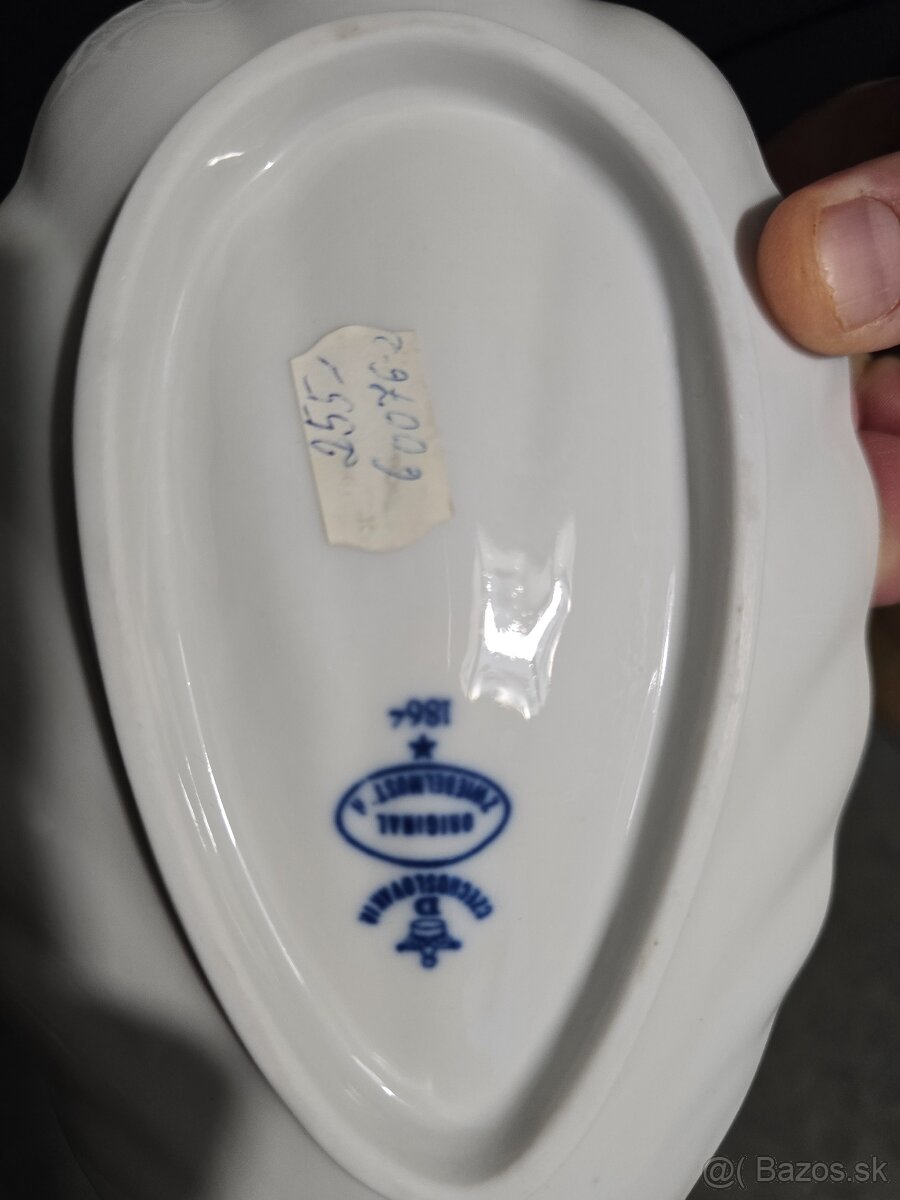 255,-
60076-2
D
CZECHOSLOVAKIA
ORIGINAL
ZWIEBELMUST
1864
@( Bazos.sk